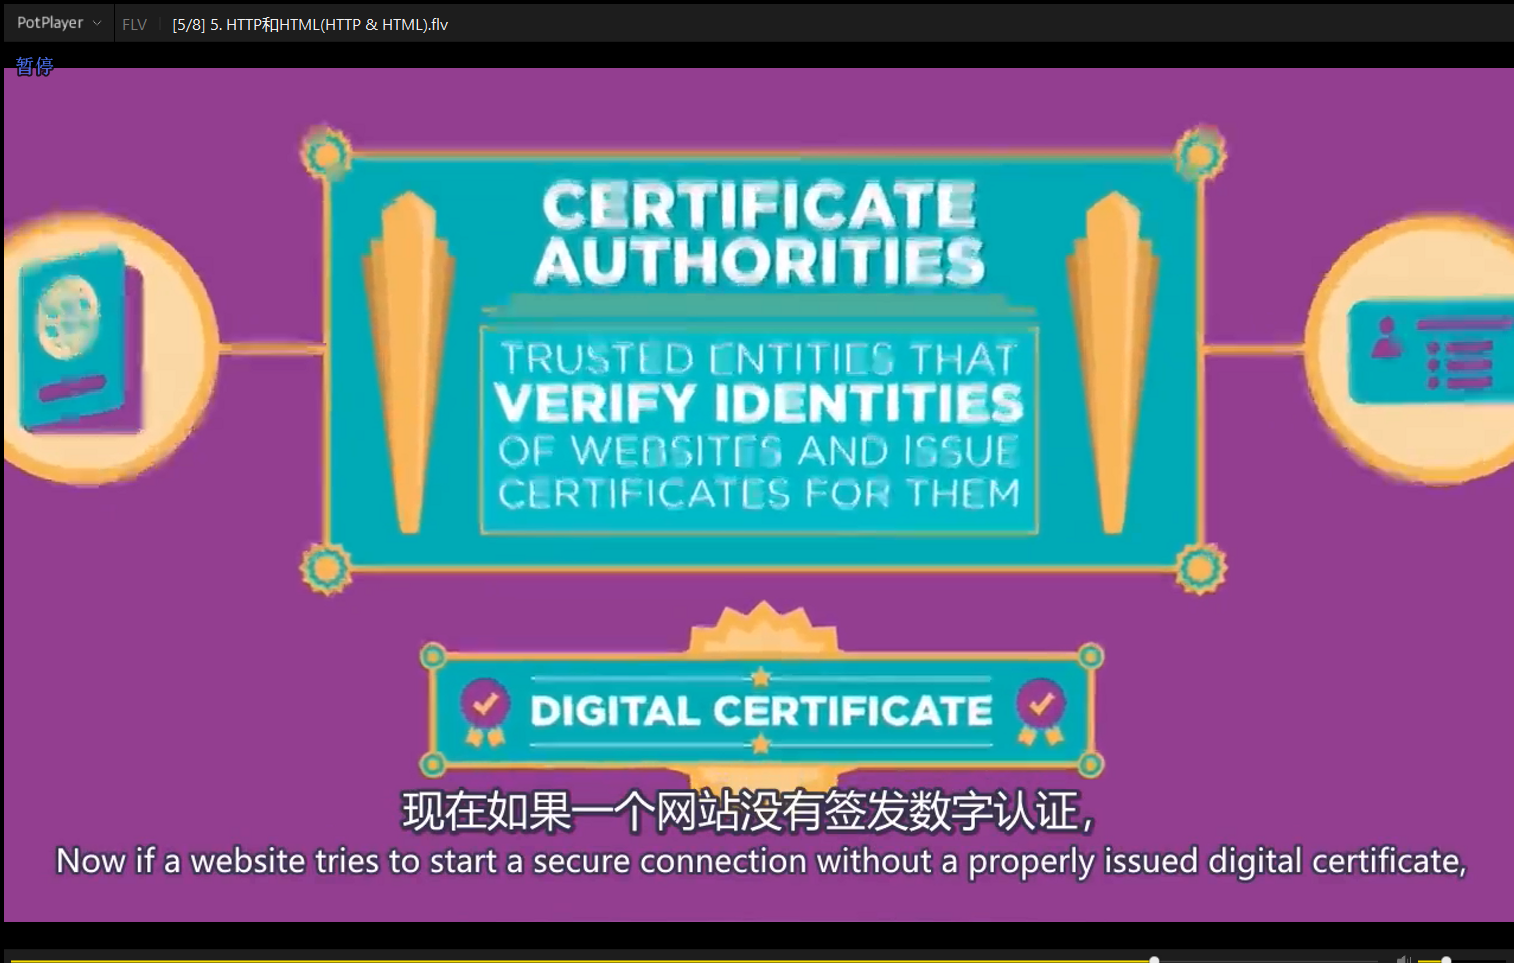 PotPlayer
FLV
[5/8] 5. HTTP和HTML(HTTP & HTML).flv
暂停
CERTIFICATE
AUTHORITIES
TRUSTED ENTITIES THAT
VERIFY IDENTITIES
OF WEBSITES AND ISSUE
CERTIFICATES FOR THEM
DIGITAL CERTIFICATE
现在如果一个网站没有签发数字认证，
Now if a website tries to start a secure connection without a properly issued digital certificate,